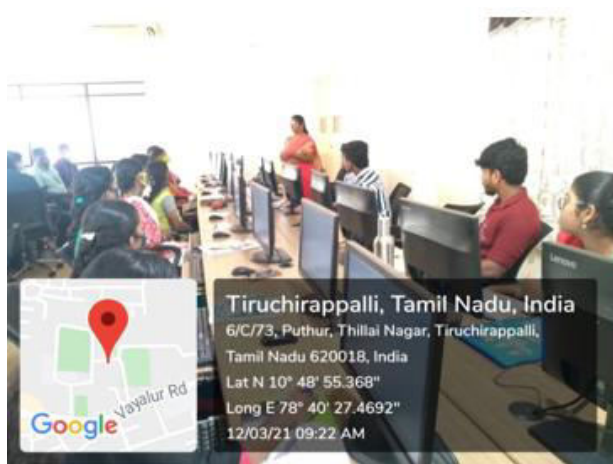 Lenovo
Tiruchirappalli, Tamil Nadu, India
6/C/73, Puthur, Thillai Nagar, Tiruchirappalli,
Tamil Nadu 620018, India
Lat N 10° 48' 55.368"
Long E 78° 40' 27.4692"
12/03/21 09:22 AM
Vayalur Rd
Google